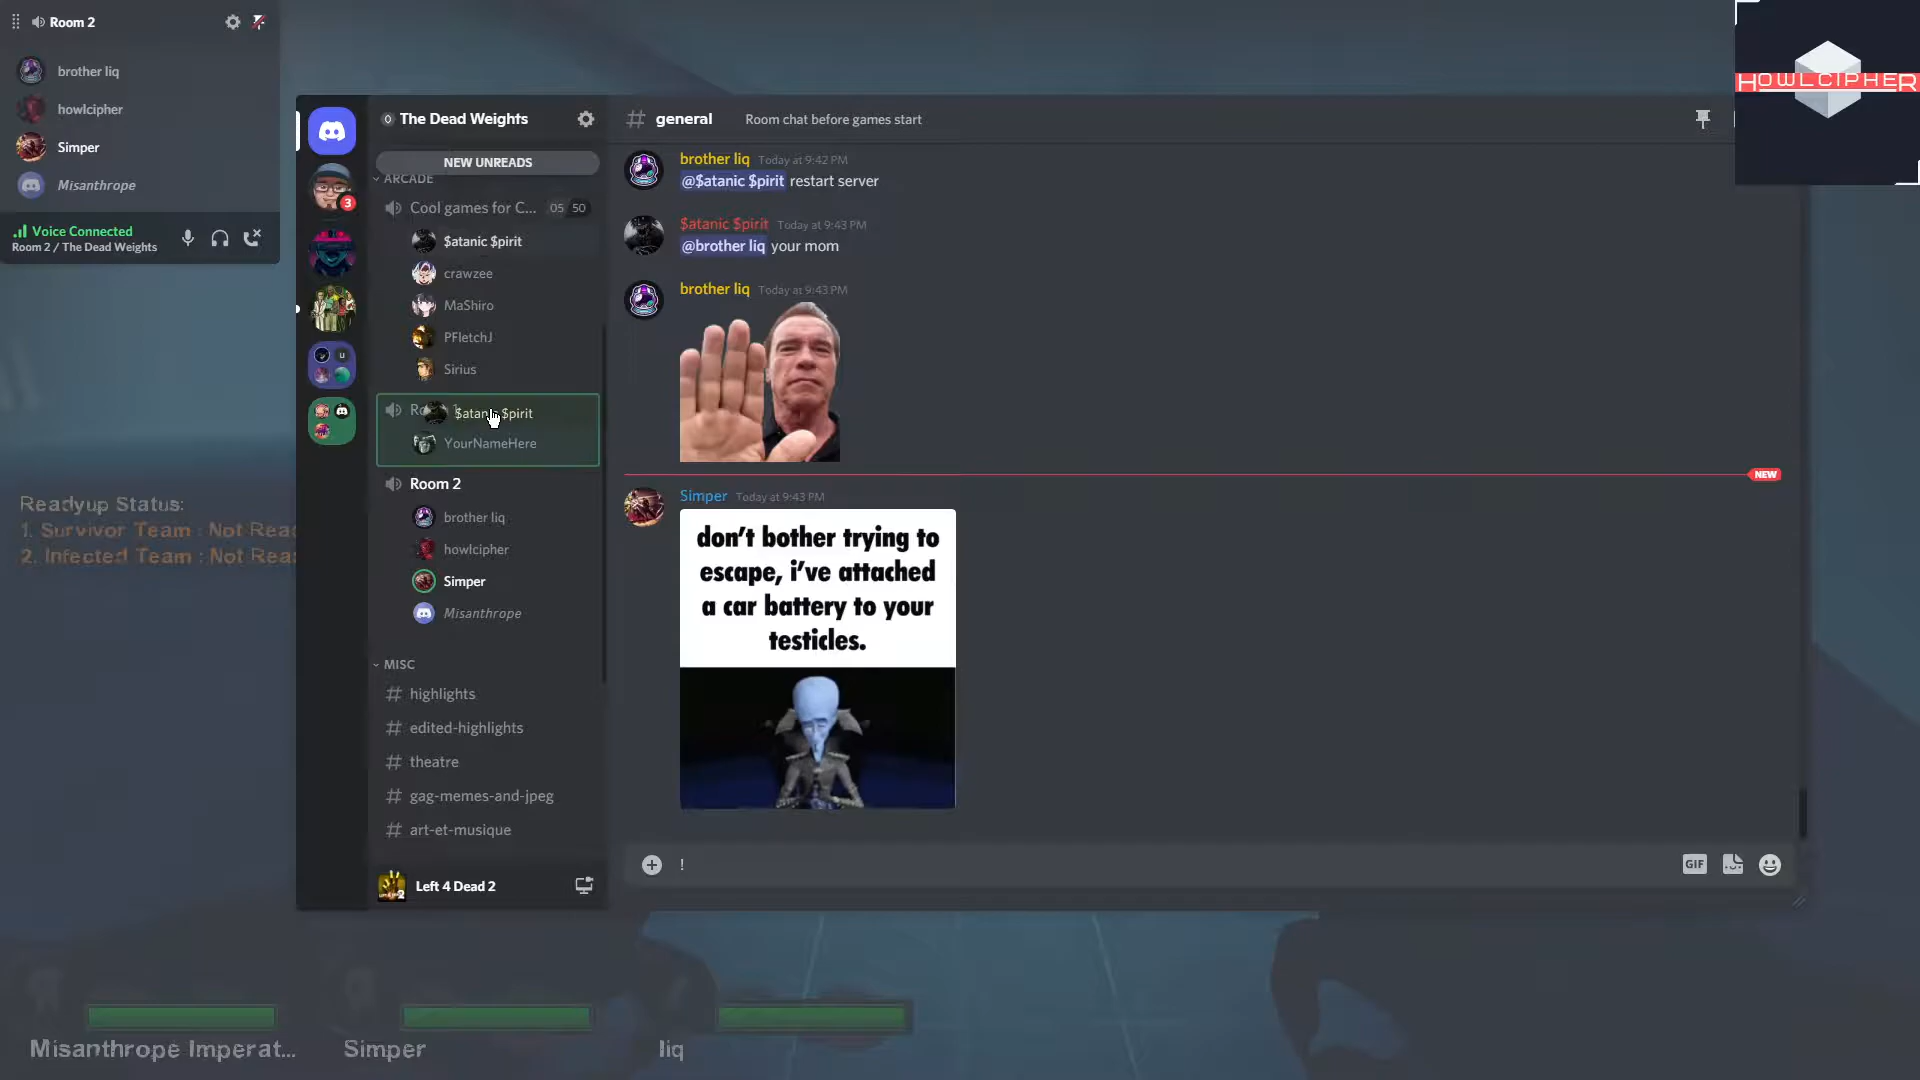 Room 2
brother liq
howlcipher
Simper
Misanthrope
Voice Connected
Room 2 / The Dead Weights
HOWLCIPHER
The Dead Weights
NEW UNREADS
ARCADE
Cool games for C... 05 50
$atanic $pirit
crawzee
MaShiro
PFletchJ
Sirius
$atanic $pirit
YourNameHere
Room 2
brother liq
howlcipher
Simper
Misanthrope
MISC
highlights
edited-highlights
theatre
gag-memes-and-jpeg
art-et-musique
Left 4 Dead 2
3
# general Room chat before games start
brother liq Today at 9:42 PM
@$atanic $pirit restart server
$atanic $pirit Today at 9:43 PM
@brother liq your mom
brother liq Today at 9:43 PM
NEW
Simper Today at 9:43 PM
don't bother trying to
escape, i've attached
a car battery to your
testicles.
!
GIF
Readyup Status:
1. Survivor Team : Not Rea
2. Infected Team : Not Rea
Misanthrope Imperat...
Simper
liq